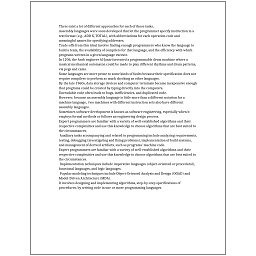 There exist a lot of different approaches for each of those tasks.
Assembly languages were soon developed that let the programmer specify instruction in a
text format (e.g., ADD X, TOTAL), with abbreviations for each operation code and
meaningful names for specifying addresses.
Trade-offs from this ideal involve finding enough programmers who know the language to
build a team, the availability of compilers for that language, and the efficiency with which
programs written in a given language execute.
In 1206, the Arab engineer Al-Jazari invented a programmable drum machine where a
musical mechanical automaton could be made to play different rhythms and drum patterns,
via pegs and cams.
Some languages are more prone to some kinds of faults because their specification does not
require compilers to perform as much checking as other languages.
By the late 1960s, data storage devices and computer terminals became inexpensive enough
that programs could be created by typing directly into the computers.
Unreadable code often leads to bugs, inefficiencies, and duplicated code.
However, because an assembly language is little more than a different notation for a
machine language, two machines with different instruction sets also have different
assembly languages.
Sometimes software development is known as software engineering, especially when it
employs formal methods or follows an engineering design process.
Expert programmers are familiar with a variety of well-established algorithms and their
respective complexities and use this knowledge to choose algorithms that are best suited to
the circumstances.
Auxiliary tasks accompanying and related to programming include analyzing requirements,
testing, debugging (investigating and fixing problems), implementation of build systems,
and management of derived artifacts, such as programs' machine code.
Expert programmers are familiar with a variety of well-established algorithms and their
respective complexities and use this knowledge to choose algorithms that are best suited to
the circumstances.
Implementation techniques include imperative languages (object-oriented or procedural),
functional languages, and logic languages.
Popular modeling techniques include Object-Oriented Analysis and Design (OOAD) and
Model-Driven Architecture (MDA).
It involves designing and implementing algorithms, step-by-step specifications of
procedures, by writing code in one or more programming languages.